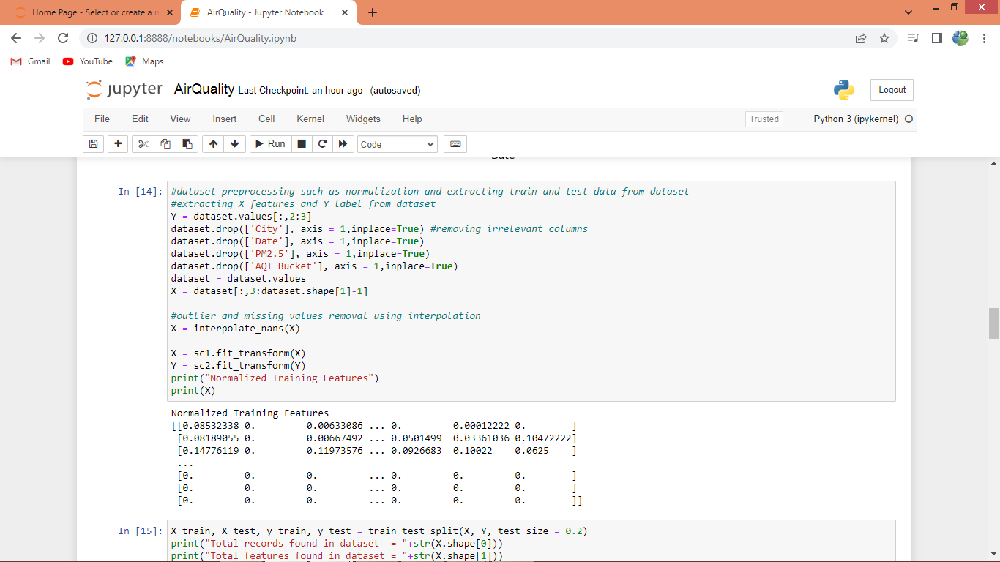 Home Page - Select or create a n
AirQuality - Jupyter Notebook
127.0.0.1:8888/notebooks/AirQuality.ipynb
Gmail YouTube Maps
jupyter AirQuality Last Checkpoint: an hour ago (autosaved)
Logout
File Edit View Insert Cell Kernel Widgets Help
Trusted
Python 3 (ipykernel)
Run
Code
Date
In [14]:
#dataset preprocessing such as normalization and extracting train and test data from dataset
#extracting X features and Y label from dataset
Y = dataset.values[:,2:3]
dataset.drop(['City'], axis = 1,inplace=True) #removing irrelevant columns
dataset.drop(['Date'], axis = 1,inplace=True)
dataset.drop(['PM2.5'], axis = 1,inplace=True)
dataset.drop(['AQI_Bucket'], axis = 1,inplace=True)
dataset = dataset.values
X = dataset[:,3:dataset.shape[1]-1]
#outlier and missing values removal using interpolation
X = interpolate_nans(X)
X = sc1.fit_transform(X)
Y = sc2.fit_transform(Y)
print("Normalized Training Features")
print(X)
Normalized Training Features
[[0.08532338 0. 0.00633086 ... 0. 0.00012222 0. ]
[0.08189055 0. 0.00667492 ... 0.0501499 0.03361036 0.10472222]
[0.14776119 0. 0.11973576 ... 0.0926683 0.10022 0.0625 ]
...
[0. 0. 0. ... 0. 0. 0. ]
[0. 0. 0. ... 0. 0. 0. ]
[0. 0. 0. ... 0. 0. 0. ]]
In [15]:
X_train, X_test, y_train, y_test = train_test_split(X, Y, test_size = 0.2)
print("Total records found in dataset  = "+str(X.shape[0]))
print("Total features found in dataset = "+str(X.shape[1]))